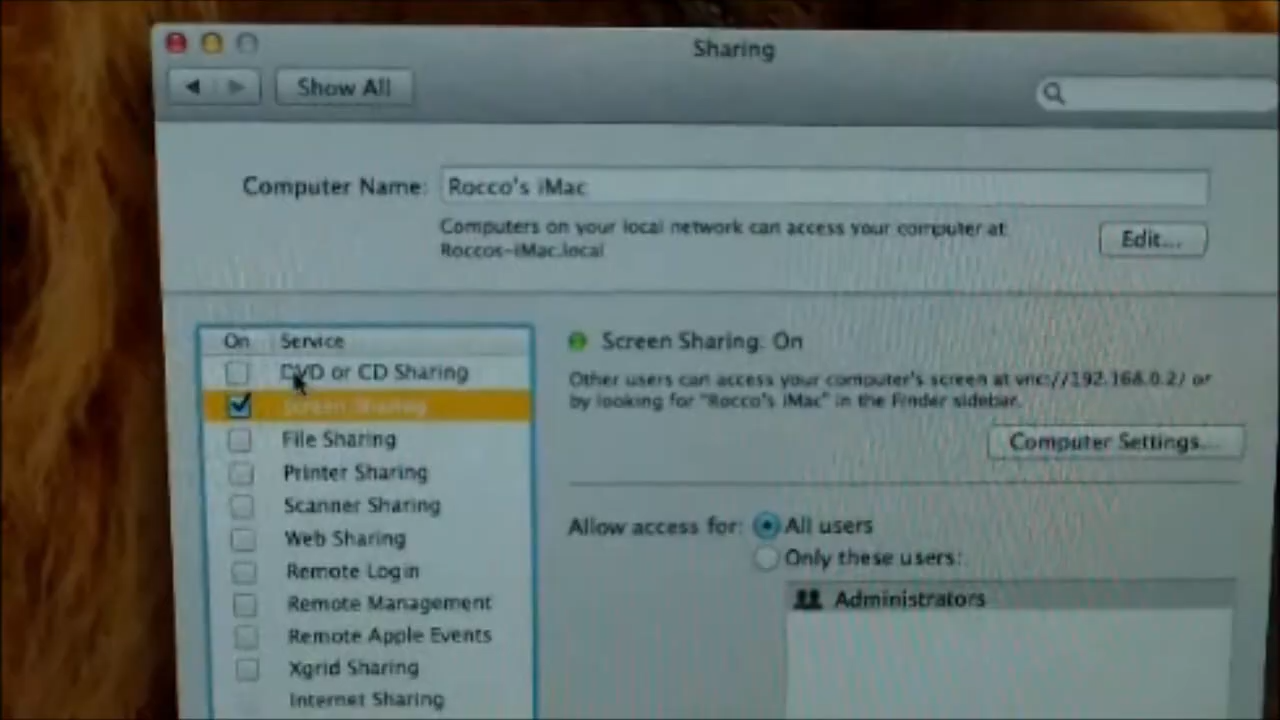 Sharing
Show All
Computer Name: Rocco's iMac
Computers on your local network can access your computer at
Roccos-iMac.local
Edit...
On Service
DVD or CD Sharing
Screen Sharing
File Sharing
Printer Sharing
Scanner Sharing
Web Sharing
Remote Login
Remote Management
Remote Apple Events
Xgrid Sharing
Internet Sharing
Screen Sharing: On
Other users can access your computer's screen at vnc://192.168.0.2/ or
by looking for "Rocco's iMac" in the Finder sidebar.
Computer Settings...
Allow access for: All users
Only these users:
Administrators